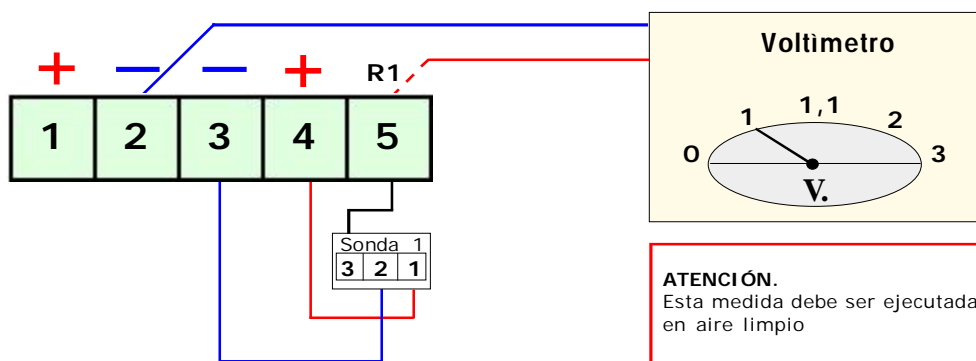 Voltìmetro
+ — — + R1
1 2 3 4 5
0 1 1,1 2 3
V.
Sonda 1
3 2 1
ATENCIÓN.
Esta medida debe ser ejecutada
en aire limpio